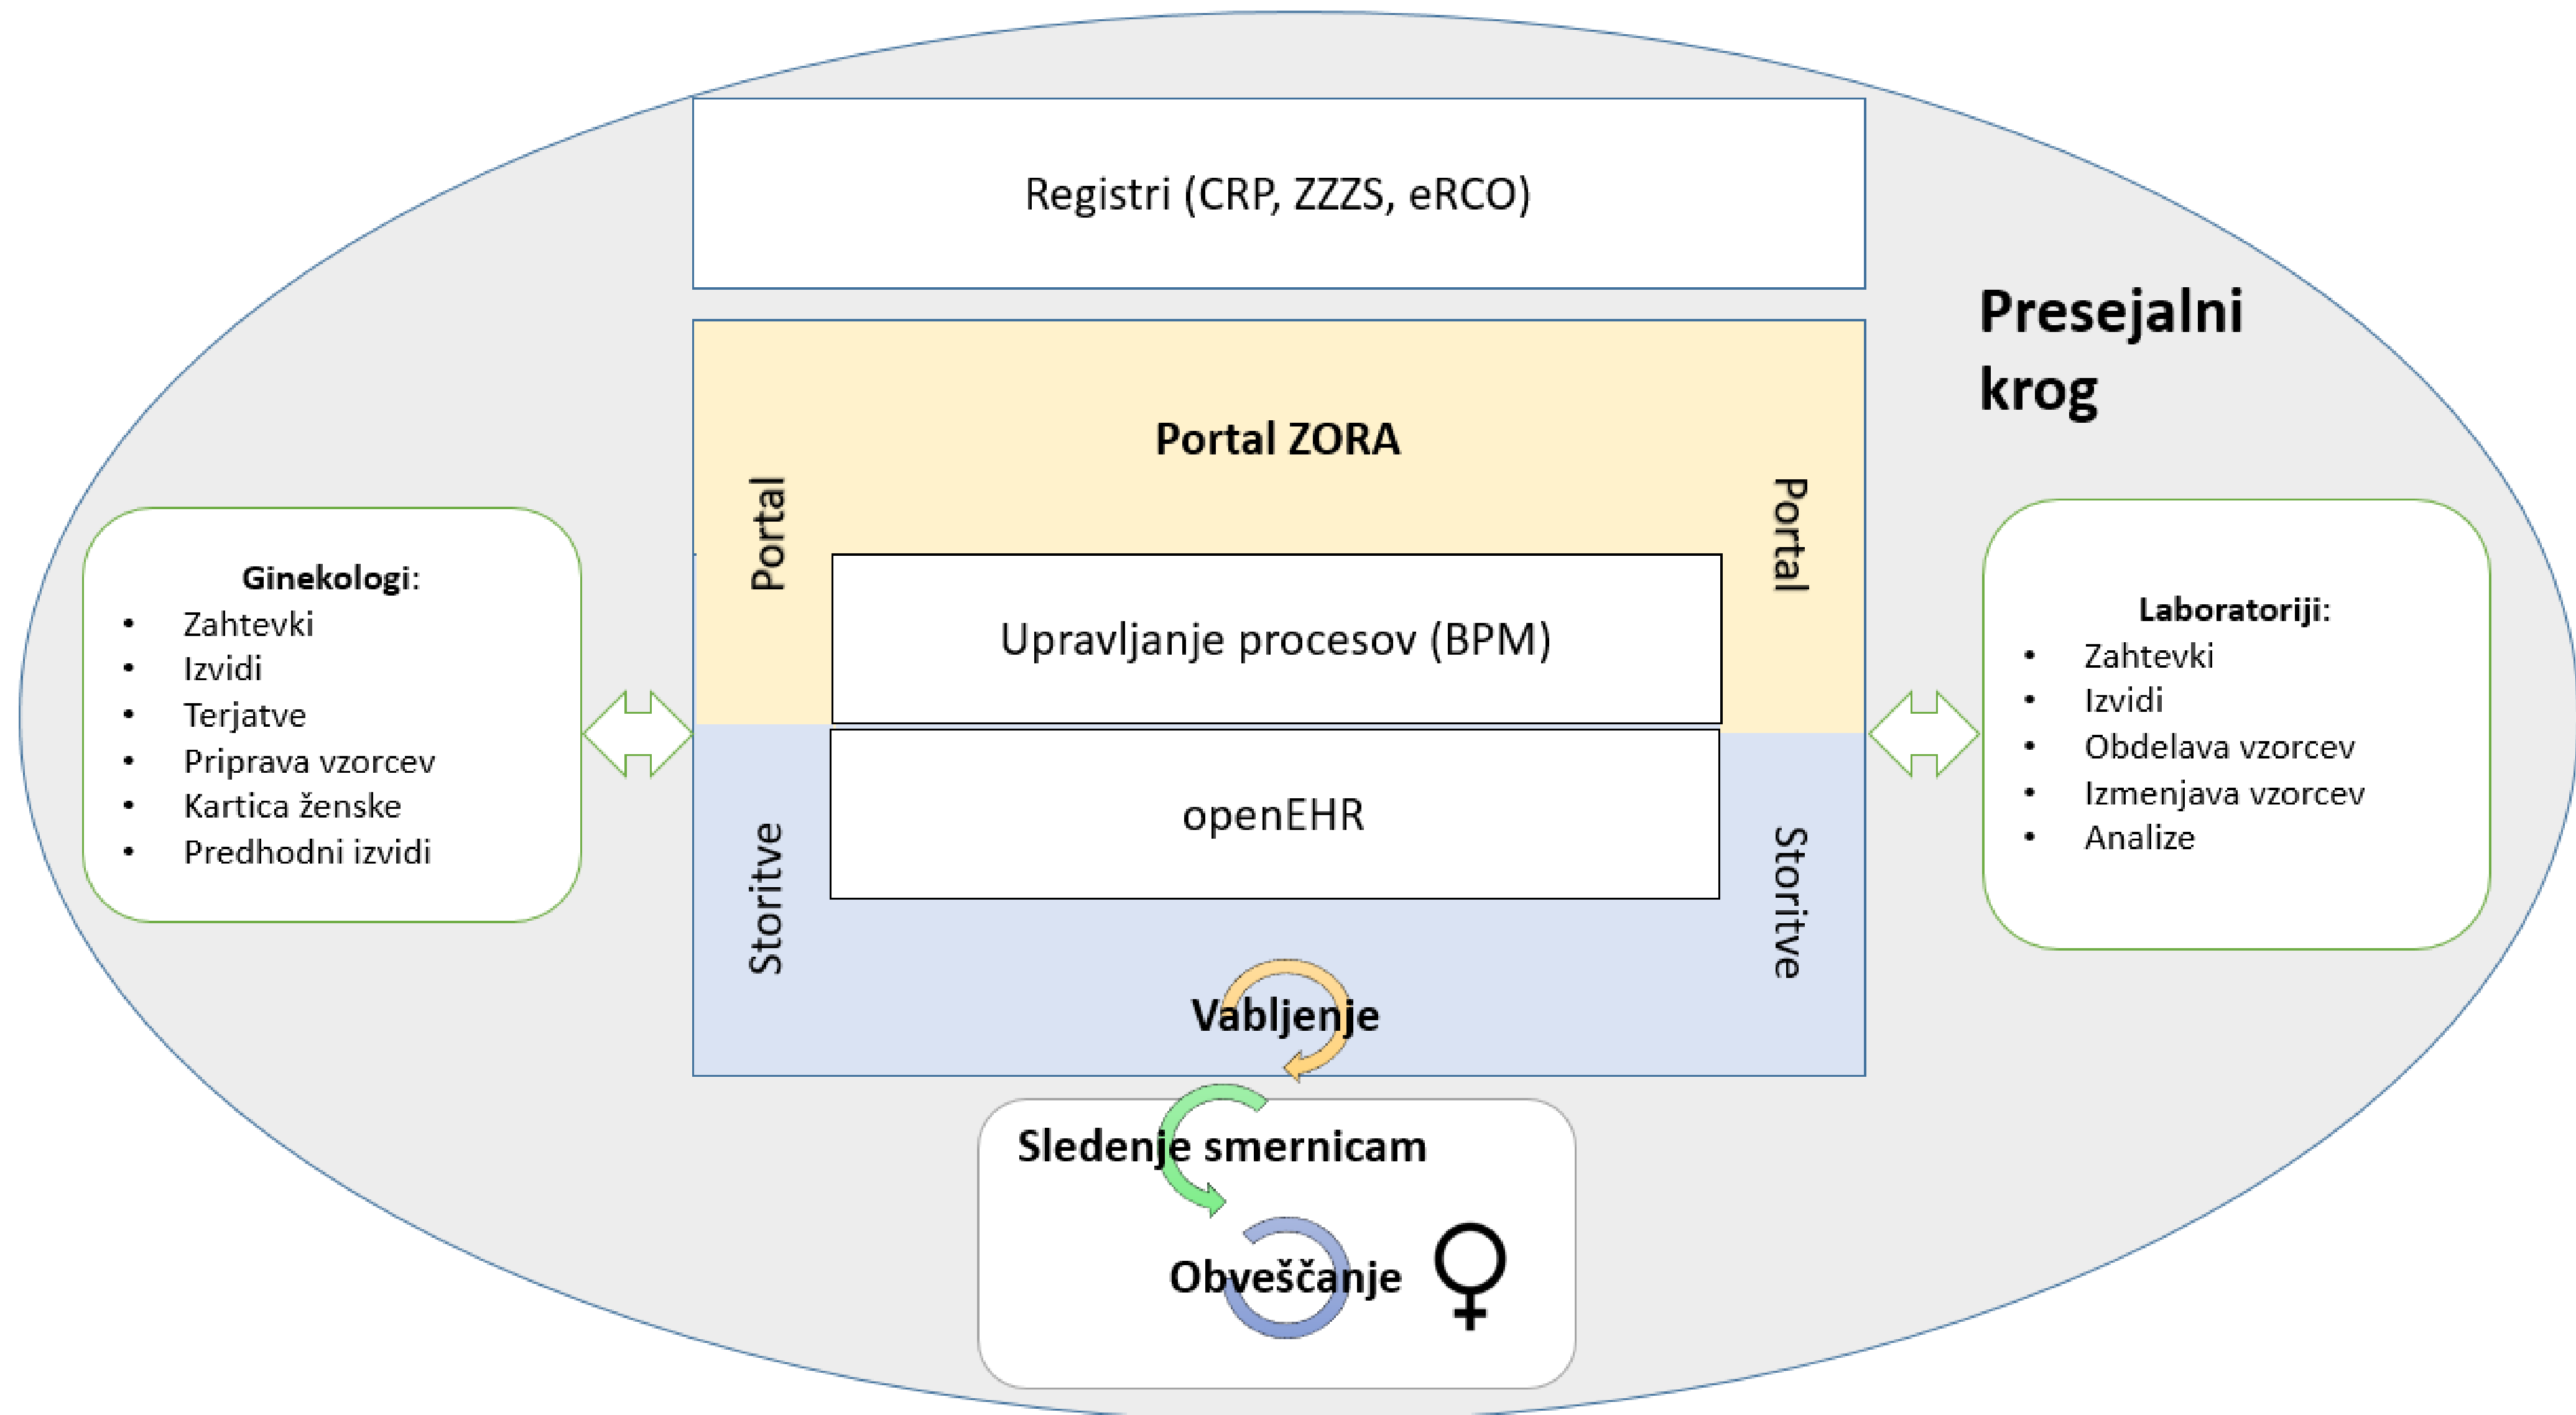 Registri (CRP, ZZZS, eRCO)
Presejalni
krog
Portal ZORA
Portal
Portal
Upravljanje procesov (BPM)
openEHR
Storitve
Storitve
Vabljenje
Ginekologi:
• Zahtevki
• Izvidi
• Terjatve
• Priprava vzorcev
• Kartica ženske
• Predhodni izvidi
Laboratoriji:
• Zahtevki
• Izvidi
• Obdelava vzorcev
• Izmenjava vzorcev
• Analize
Sledenje smernicam
Obveščanje